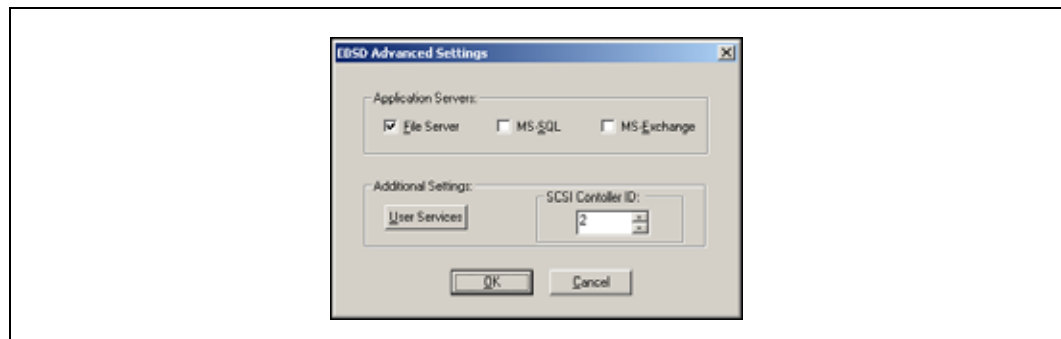 EBSD Advanced Settings
Application Servers:
File Server MS-SQL MS-Exchange
Additional Settings:
SCSI Contoller ID:
User Services 2
OK Cancel